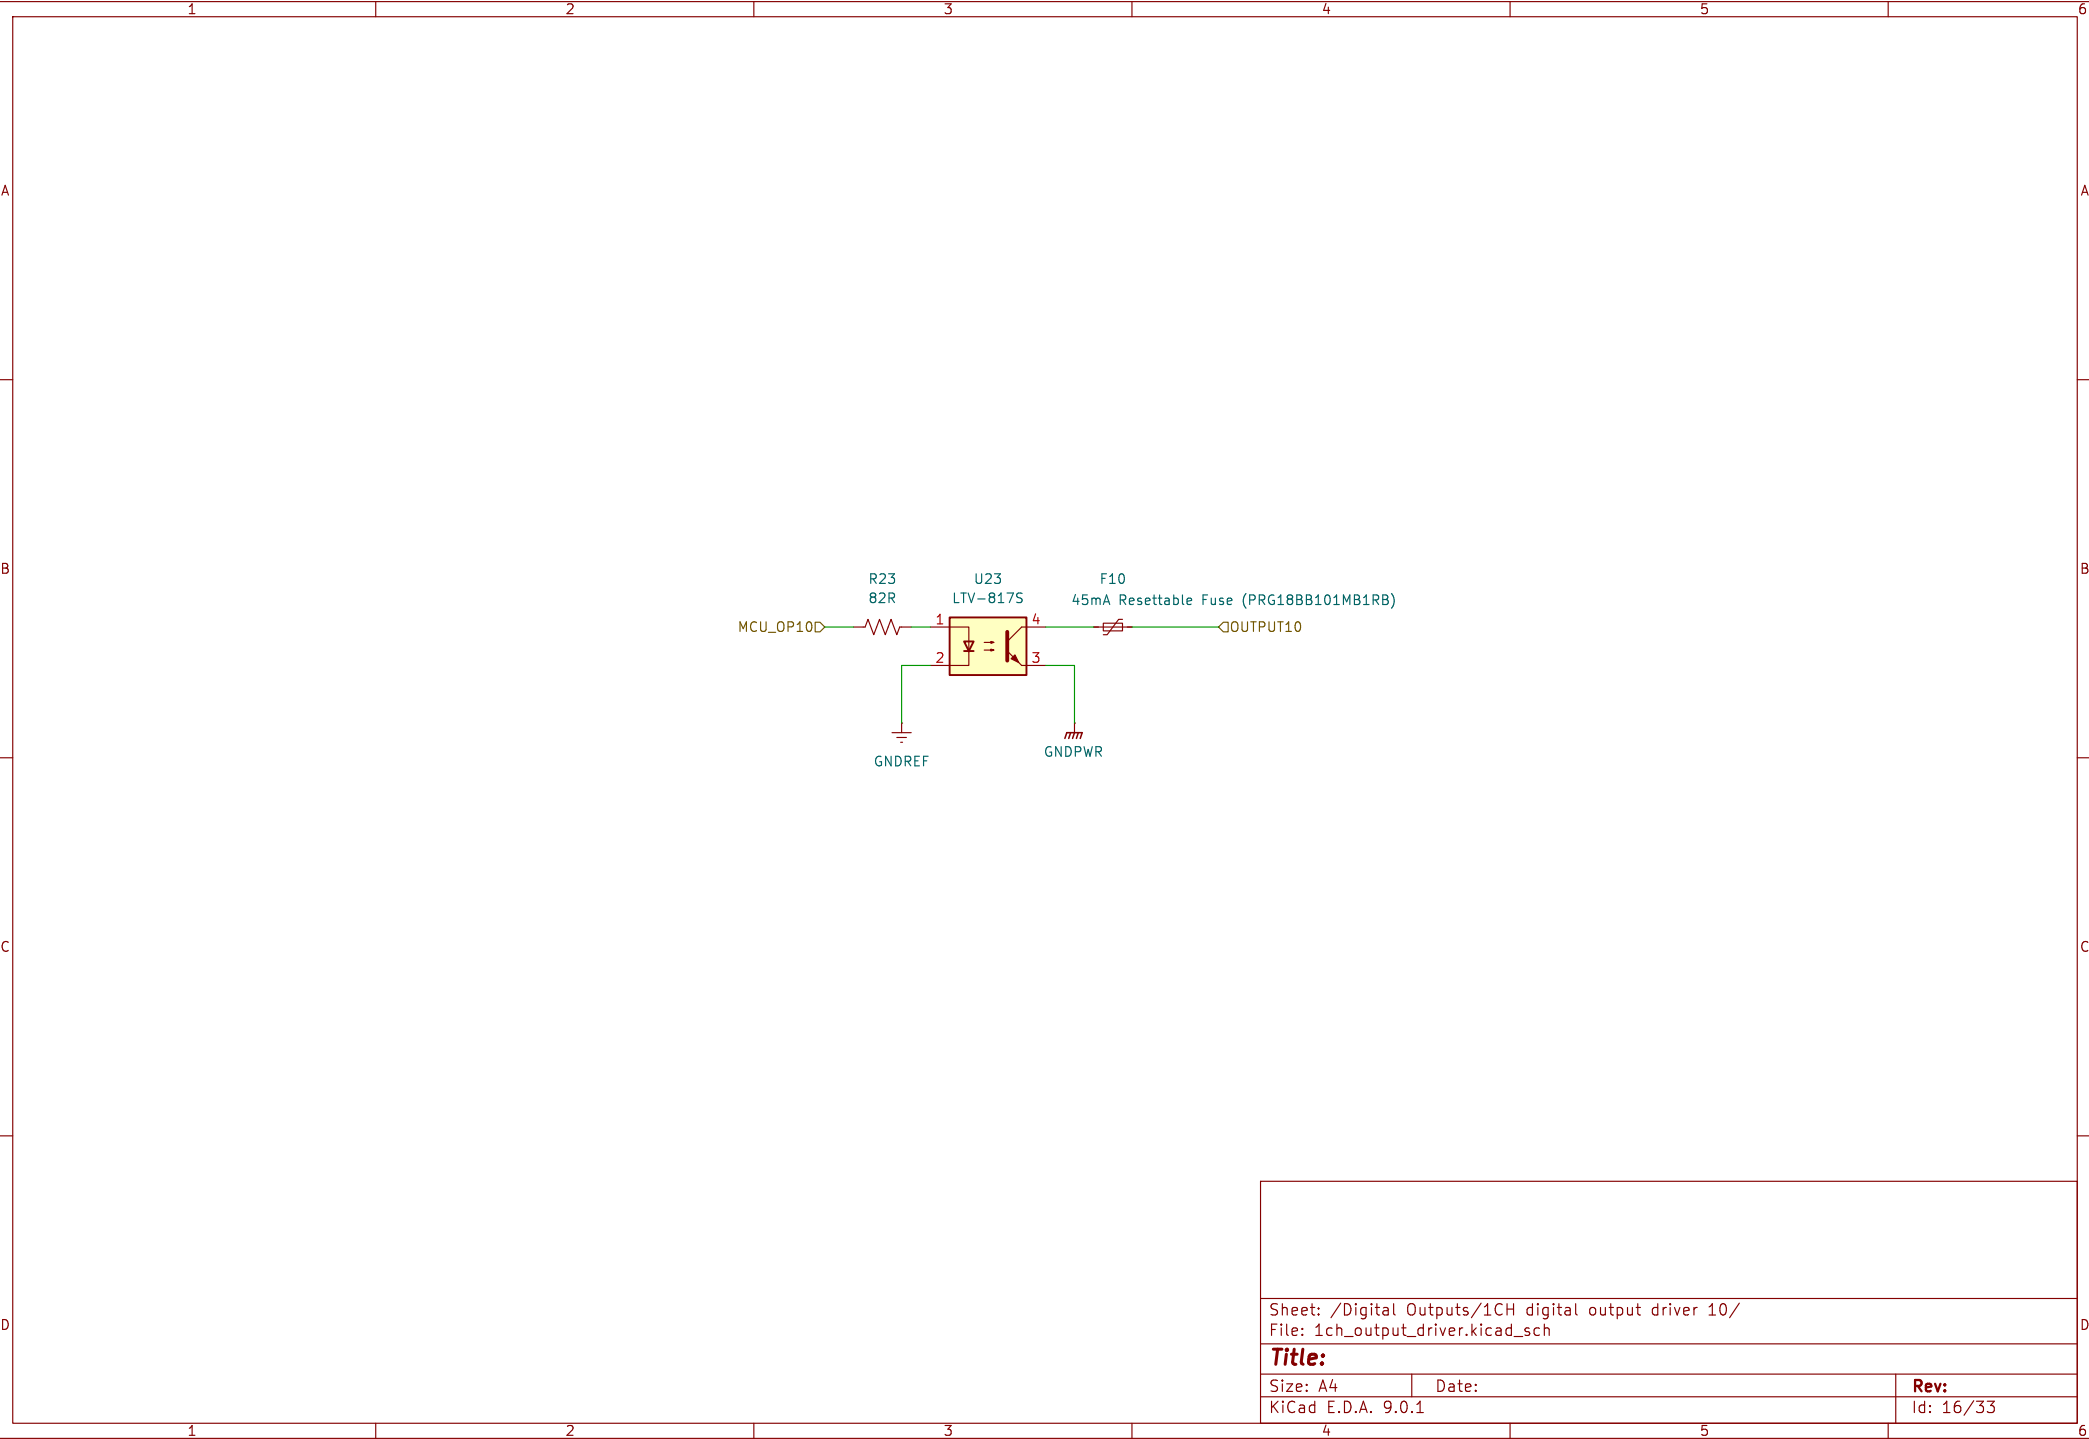 1 2 3 4 5 6
A A
R23 U23 F10
82R LTV-817S 45mA Resettable Fuse (PRG18BB101MB1RB)
B B
MCU_OP10 1 4 OUTPUT10
2 3
GNDREF GNDPWR
C C
Sheet: /Digital Outputs/1CH digital output driver 10/
File: 1ch_output_driver.kicad_sch
D D
Title:
Size: A4 Date: Rev:
KiCad E.D.A. 9.0.1 Id: 16/33
1 2 3 4 5 6